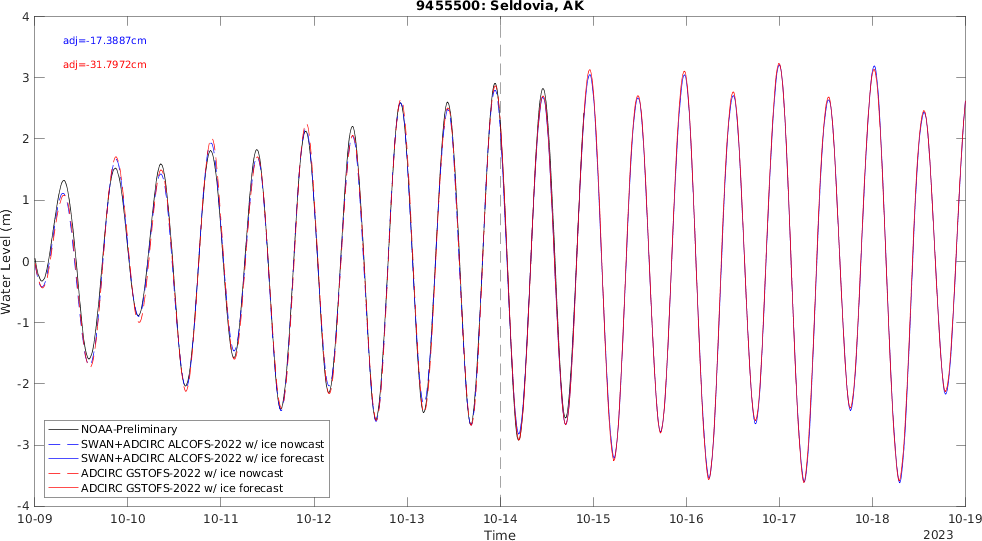 9455500: Seldovia, AK
adj=-17.3887cm
adj=-31.7972cm
4
3
2
1
0
-1
-2
-3
-4
Water Level (m)
NOAA-Preliminary
SWAN+ADCIRC ALCOFS-2022 w/ ice nowcast
SWAN+ADCIRC ALCOFS-2022 w/ ice forecast
ADCIRC GSTOFS-2022 w/ ice nowcast
ADCIRC GSTOFS-2022 w/ ice forecast
10-09 10-10 10-11 10-12 10-13 10-14 10-15 10-16 10-17 10-18 10-19
Time
2023